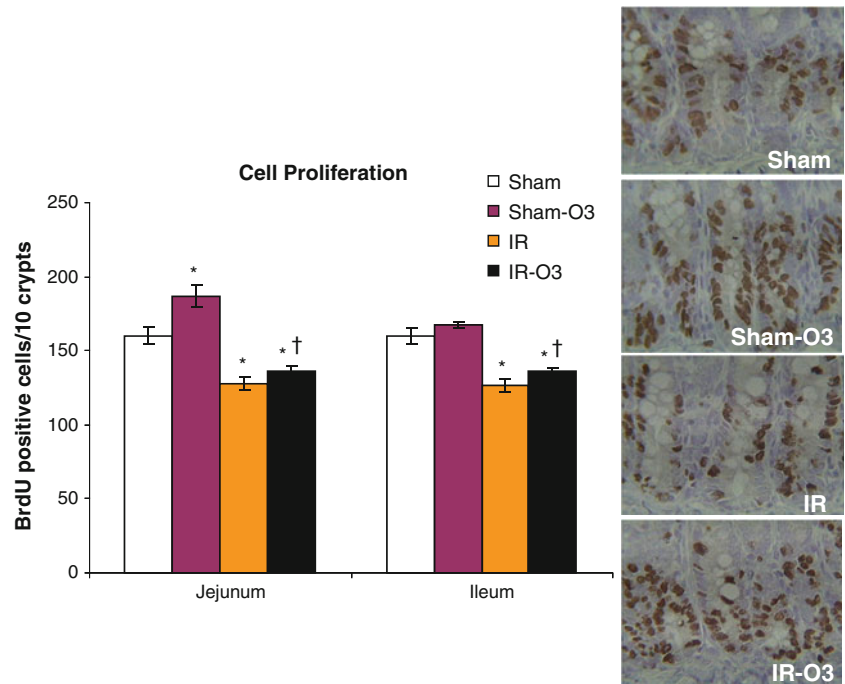 Cell Proliferation
Sham
Sham-O3
IR
IR-O3
BrdU positive cells/10 crypts
250
200
150
100
50
0
*
*
* †
*
* †
Jejunum
Ileum
Sham
Sham-O3
IR
IR-O3